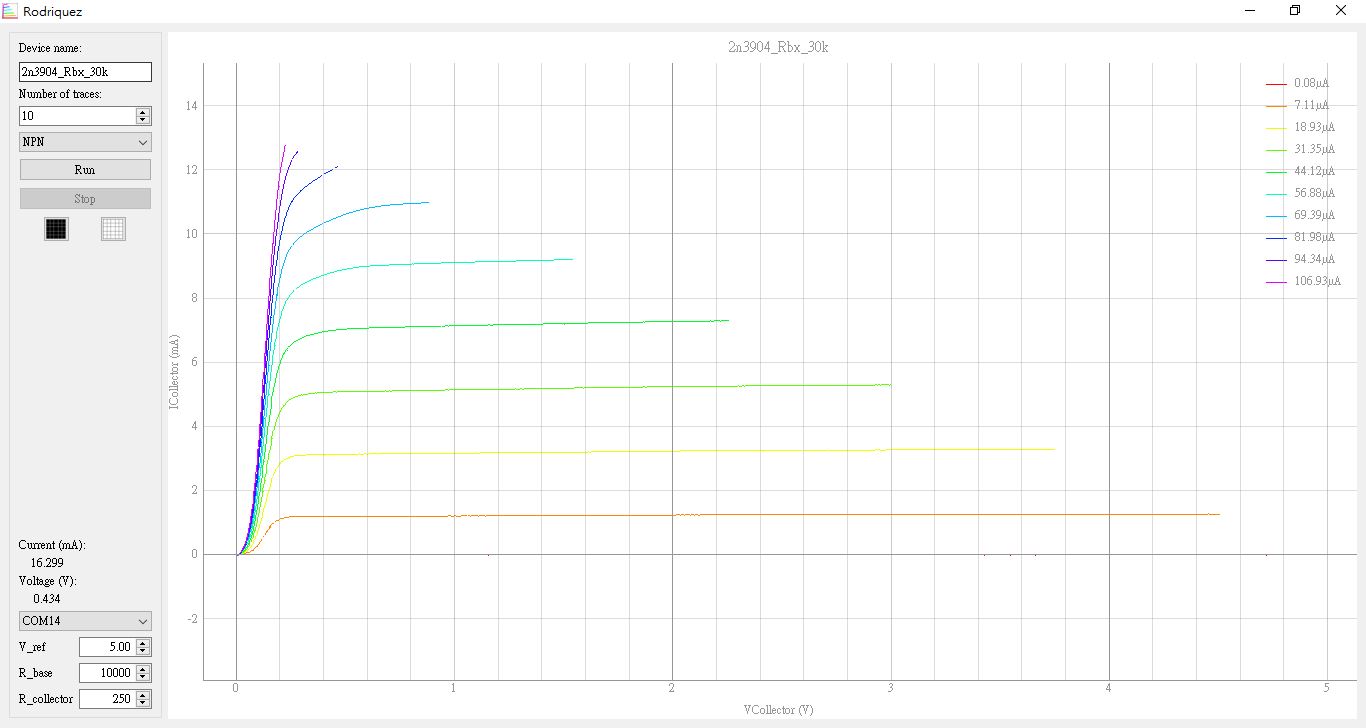 Rodriquez
Device name:
2n3904_Rbx_30k
Number of traces:
10
NPN
Run
Stop
Current (mA):
16.299
Voltage (V):
0.434
COM14
V_ref 5.00
R_base 10000
R_collector 250
2n3904_Rbx_30k
14
12
10
8
6
4
2
0
-2
ICollector (mA)
0 1 2 3 4 5
VCollector (V)
0.08µA
7.11µA
18.93µA
31.35µA
44.12µA
56.88µA
69.39µA
81.98µA
94.34µA
106.93µA